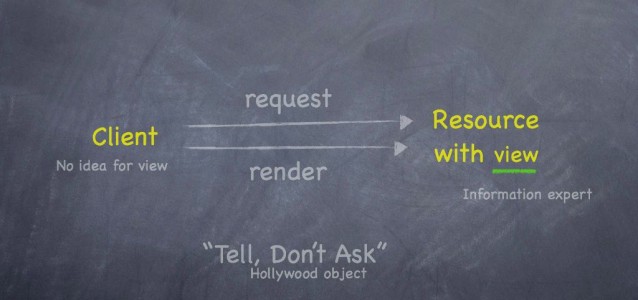 request
Client
No idea for view
render
Resource
with view
Information expert
“Tell, Don’t Ask”
Hollywood object